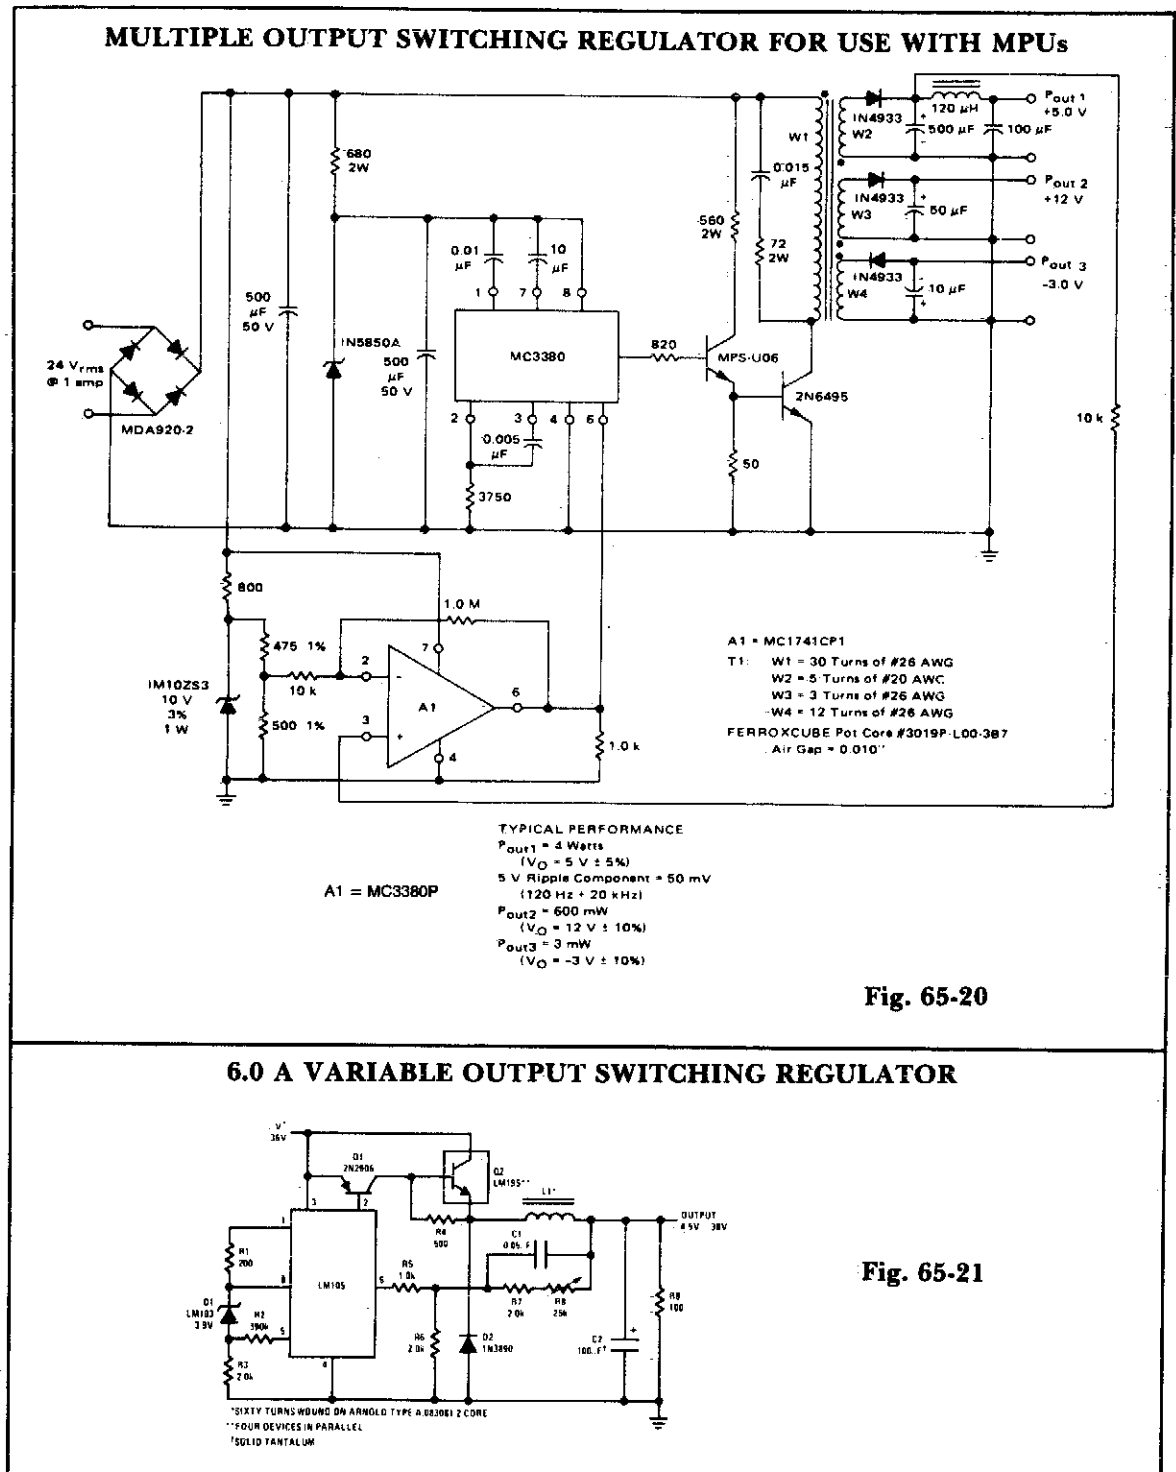 MULTIPLE OUTPUT SWITCHING REGULATOR FOR USE WITH MPUs
680
2W
0.01
µF
10
µF
500
µF
50 V
1
7
8
1N5850A
500
µF
50 V
MC3380
24 Vrms
@ 1 amp
MDA920-2
2
3
4
6
0.005
µF
3750
820
560
2W
0.015
µF
72
2W
MPS-U06
2N6495
50
W1
1N4933
W2
120 µH
500 µF
100 µF
Pout 1
+5.0 V
1N4933
W3
50 µF
Pout 2
+12 V
1N4933
W4
10 µF
Pout 3
-3.0 V
10 k
800
475 1%
1.0 M
7
2
-
10 k
A1
6
3
+
4
1M10ZS3
10 V
3%
1 W
500 1%
1.0 k
A1 = MC1741CP1
T1: W1 = 30 Turns of #26 AWG
W2 = 5 Turns of #20 AWG
W3 = 3 Turns of #26 AWG
W4 = 12 Turns of #26 AWG
FERROXCUBE Pot Core #3019P-L00-3B7
Air Gap = 0.010"
A1 = MC3380P
TYPICAL PERFORMANCE
Pout1 = 4 Watts
(VO = 5 V ± 5%)
5 V Ripple Component = 50 mV
(120 Hz + 20 kHz)
Pout2 = 600 mW
(VO = 12 V ± 10%)
Pout3 = 3 mW
(VO = -3 V ± 10%)
Fig. 65-20
6.0 A VARIABLE OUTPUT SWITCHING REGULATOR
V+
36V
Q1
2N2906
Q2
LM195**
L1*
3
2
1
R1
200
8
LM105
R4
500
C1
R5
1.0k
R7
2.0k
R8
25k
OUTPUT
D1
LM103
3.9V
R2
390k
5
R3
2.0k
4
R6
2.0k
D2
1N3890
C2
100
100
Fig. 65-21
*SIXTY TURNS WOUND ON ARNOLD TYPE CORE
**FOUR DEVICES IN PARALLEL
†SOLID TANTALUM